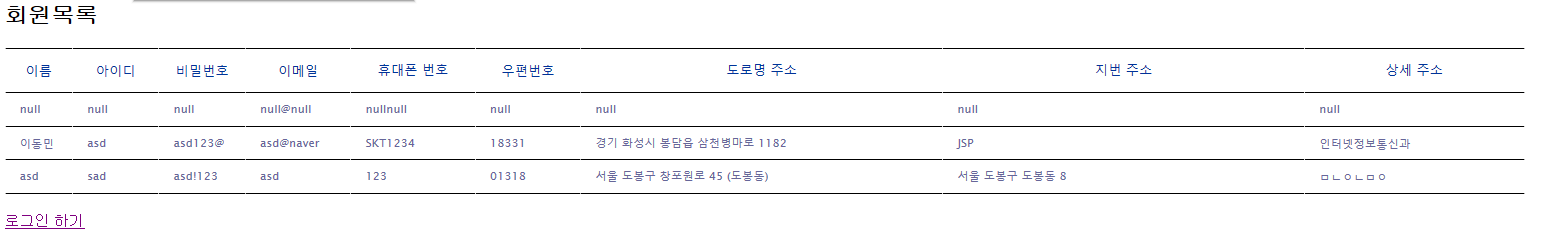 회원목록
이름 아이디 비밀번호 이메일 휴대폰 번호 우편번호 도로명 주소 지번 주소 상세 주소
null null null null@null nullnull null null null null
이동민 asd asd123@ asd@naver SKT1234 18331 경기 화성시 봉담읍 삼천병마로 1182 JSP 인터넷정보통신과
asd sad asd!123 asd 123 01318 서울 도봉구 창포원로 45 (도봉동) 서울 도봉구 도봉동 8 ㅁㄴㅇㄴㅁㅇ
로그인 하기